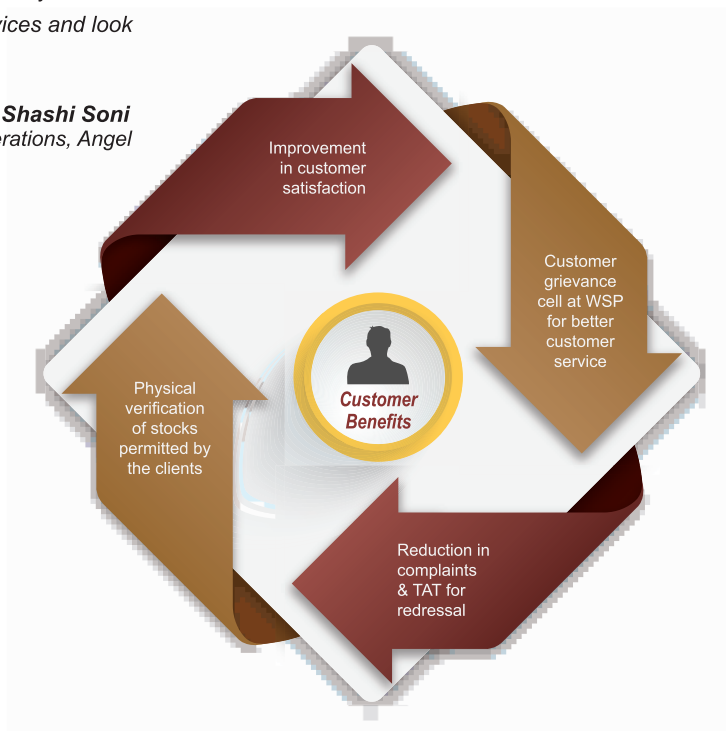 vices and look
Shashi Soni
erations, Angel
Improvement
in customer
satisfaction
Customer
grievance
cell at WSP
for better
customer
service
Physical
verification
of stocks
permitted by
the clients
Customer
Benefits
Reduction in
complaints
& TAT for
redressal